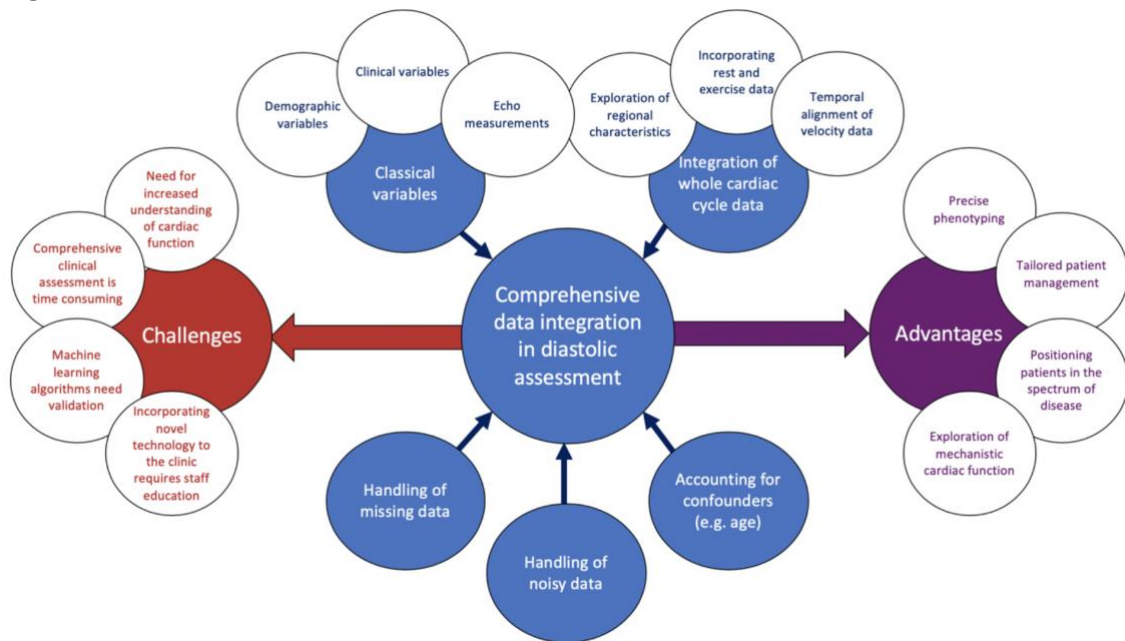 Clinical variables
Demographic
variables
Echo
measurements
Classical
variables
Exploration of
regional
characteristics
Incorporating
rest and
exercise data
Temporal
alignment of
velocity data
Integration of
whole cardiac
cycle data
Need for
increased
understanding
of cardiac
function
Comprehensive
clinical
assessment is
time consuming
Machine
learning
algorithms need
validation
Incorporating
novel
technology to
the clinic
requires staff
education
Challenges
Comprehensive
data integration
in diastolic
assessment
Advantages
Precise
phenotyping
Tailored patient
management
Positioning
patients in the
spectrum of
disease
Exploration of
mechanistic
cardiac function
Handling of
missing data
Handling of
noisy data
Accounting for
confounders
(e.g. age)